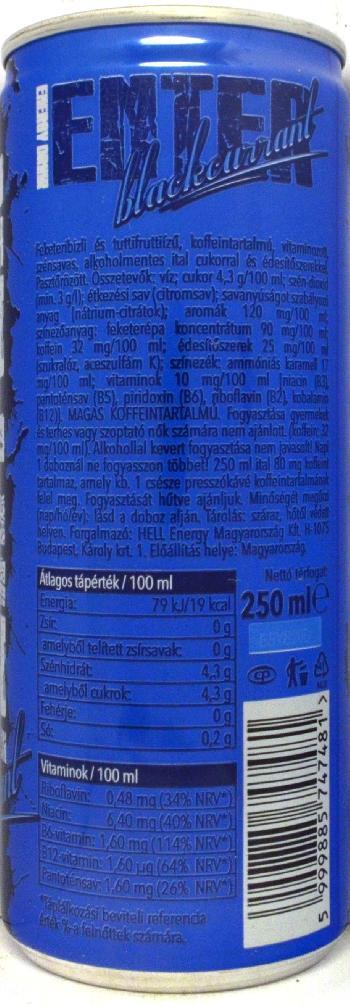 ENERGY DRINK
ENTER
blackcurrant
Feketeribizli és tuttifruttiízű, koffeintartalmú, vitaminozott,
szénsavas, alkoholmentes ital cukorral és édesítőszerekkel.
Pasztőrözött. Összetevők: víz; cukor 4,3 g/100 ml; szén-dioxid
(min. 3 g/l); étkezési sav (citromsav); savanyúságot szabályozó
anyag (nátrium-citrátok); aromák 120 mg/100 ml;
színezőanyag: feketerépa koncentrátum 90 mg/100 ml;
koffein 32 mg/100 ml; édesítőszerek 25 mg/100 ml
(szukralóz, aceszulfám K); színezék: ammóniás karamell 17
mg/100 ml; vitaminok 10 mg/100 ml [niacin (B3),
pantoténsav (B5), piridoxin (B6), riboflavin (B2), kobalamin
(B12)]. MAGAS KOFFEINTARTALMÚ. Fogyasztása gyermekek
és terhes vagy szoptató nők számára nem ajánlott. (koffein: 32
mg/100 ml). Alkohollal kevert fogyasztása nem javasolt! Napi
1 doboznál ne fogyasszon többet! 250 ml ital 80 mg koffeint
tartalmaz, amely kb. 1 csésze presszókávé koffeintartalmának
felel meg. Fogyasztását hűtve ajánljuk. Minőségét megőrzi
(nap/hó/év): lásd a doboz alján. Tárolás: száraz, hőtől védett
helyen. Forgalmazó: HELL Energy Magyarország Kft. H-1075
Budapest, Károly krt. 1. Előállítás helye: Magyarország.
Átlagos tápérték / 100 ml
Energia: 79 kJ/19 kcal
Zsír: 0 g
amelyből telített zsírsavak: 0 g
Szénhidrát: 4,3 g
amelyből cukrok: 4,3 g
Fehérje: 0 g
Só: 0,2 g
Nettó térfogat:
250 ml e
Vitaminok / 100 ml
Riboflavin: 0,48 mg (34% NRV*)
Niacin: 6,40 mg (40% NRV*)
B6-vitamin: 1,60 mg (114% NRV*)
B12-vitamin: 1,60 µg (64% NRV*)
Pantoténsav: 1,60 mg (26% NRV*)
*Táplálkozási beviteli referencia
érték %-a felnőttek számára.
5 999885 747481 >